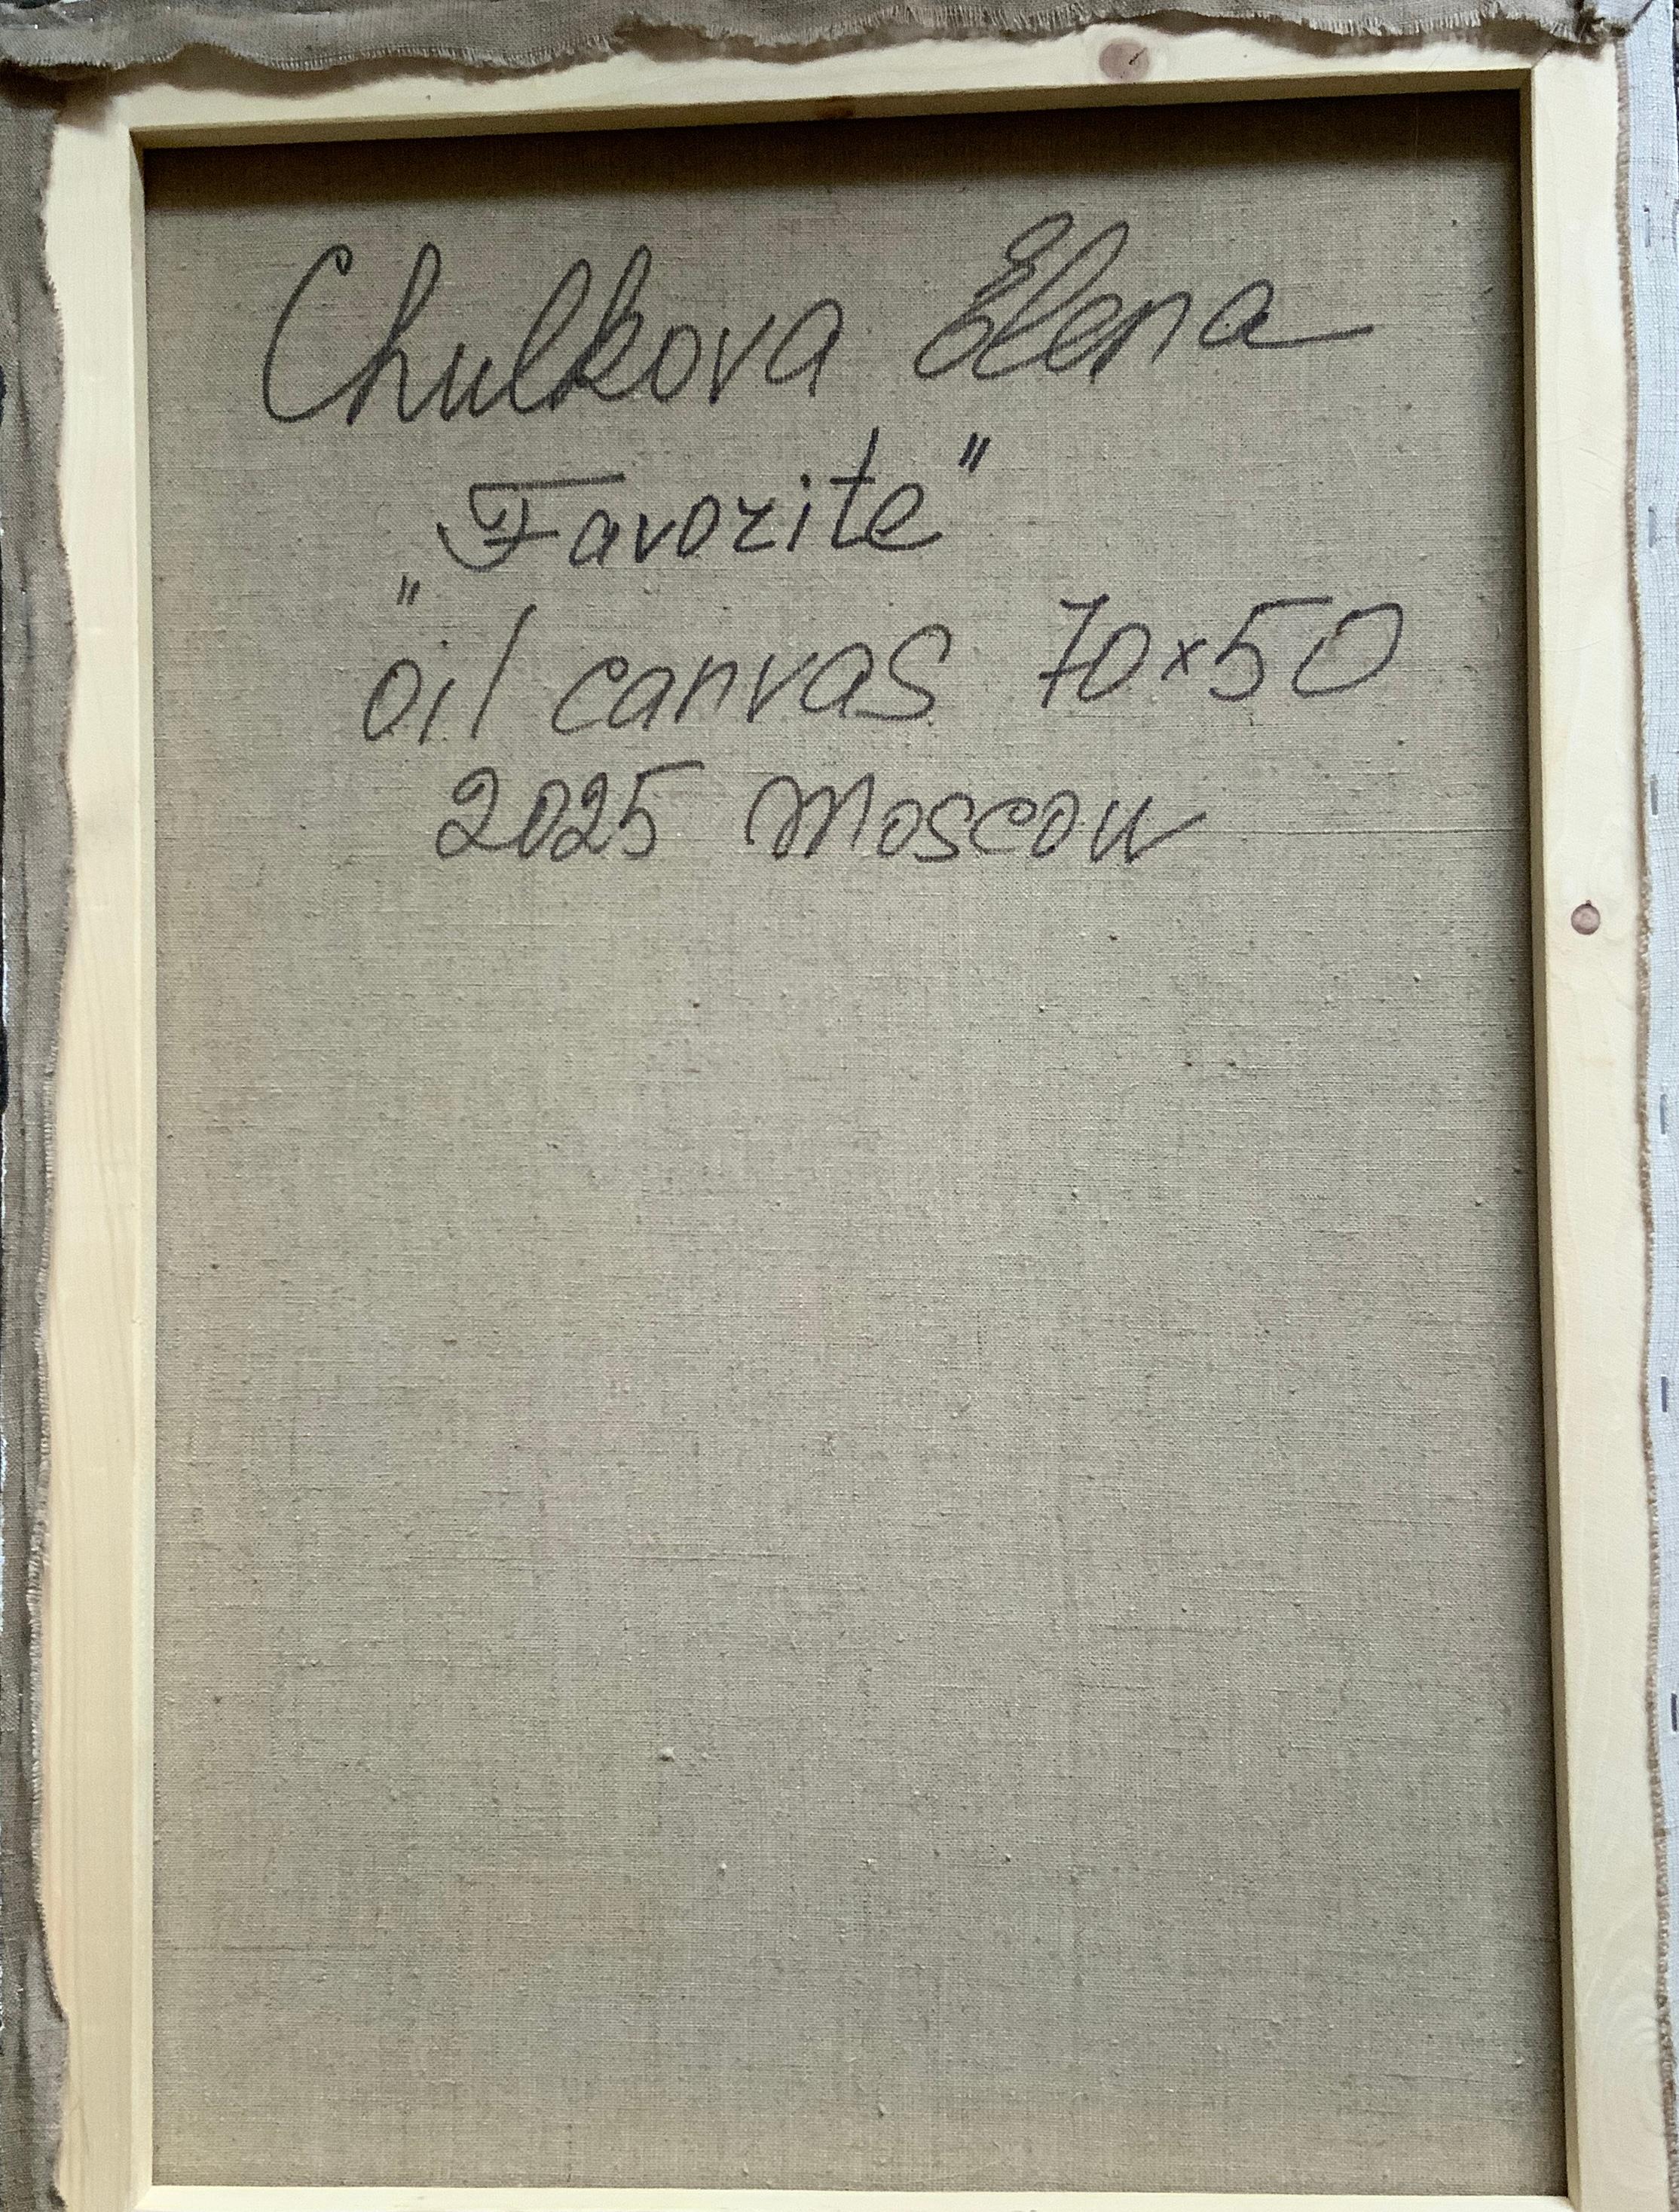 Chulkova Elena
„Favorite"
oil canvas 70×50
2025 Moscow